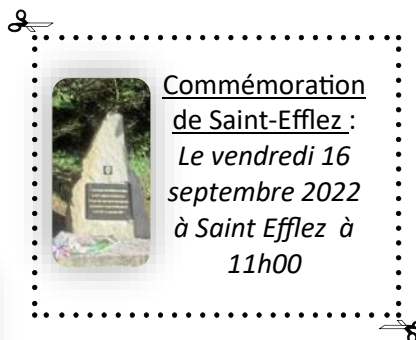 Commémoration
de Saint-Efflez :
Le vendredi 16
septembre 2022
à Saint Efflez à
11h00